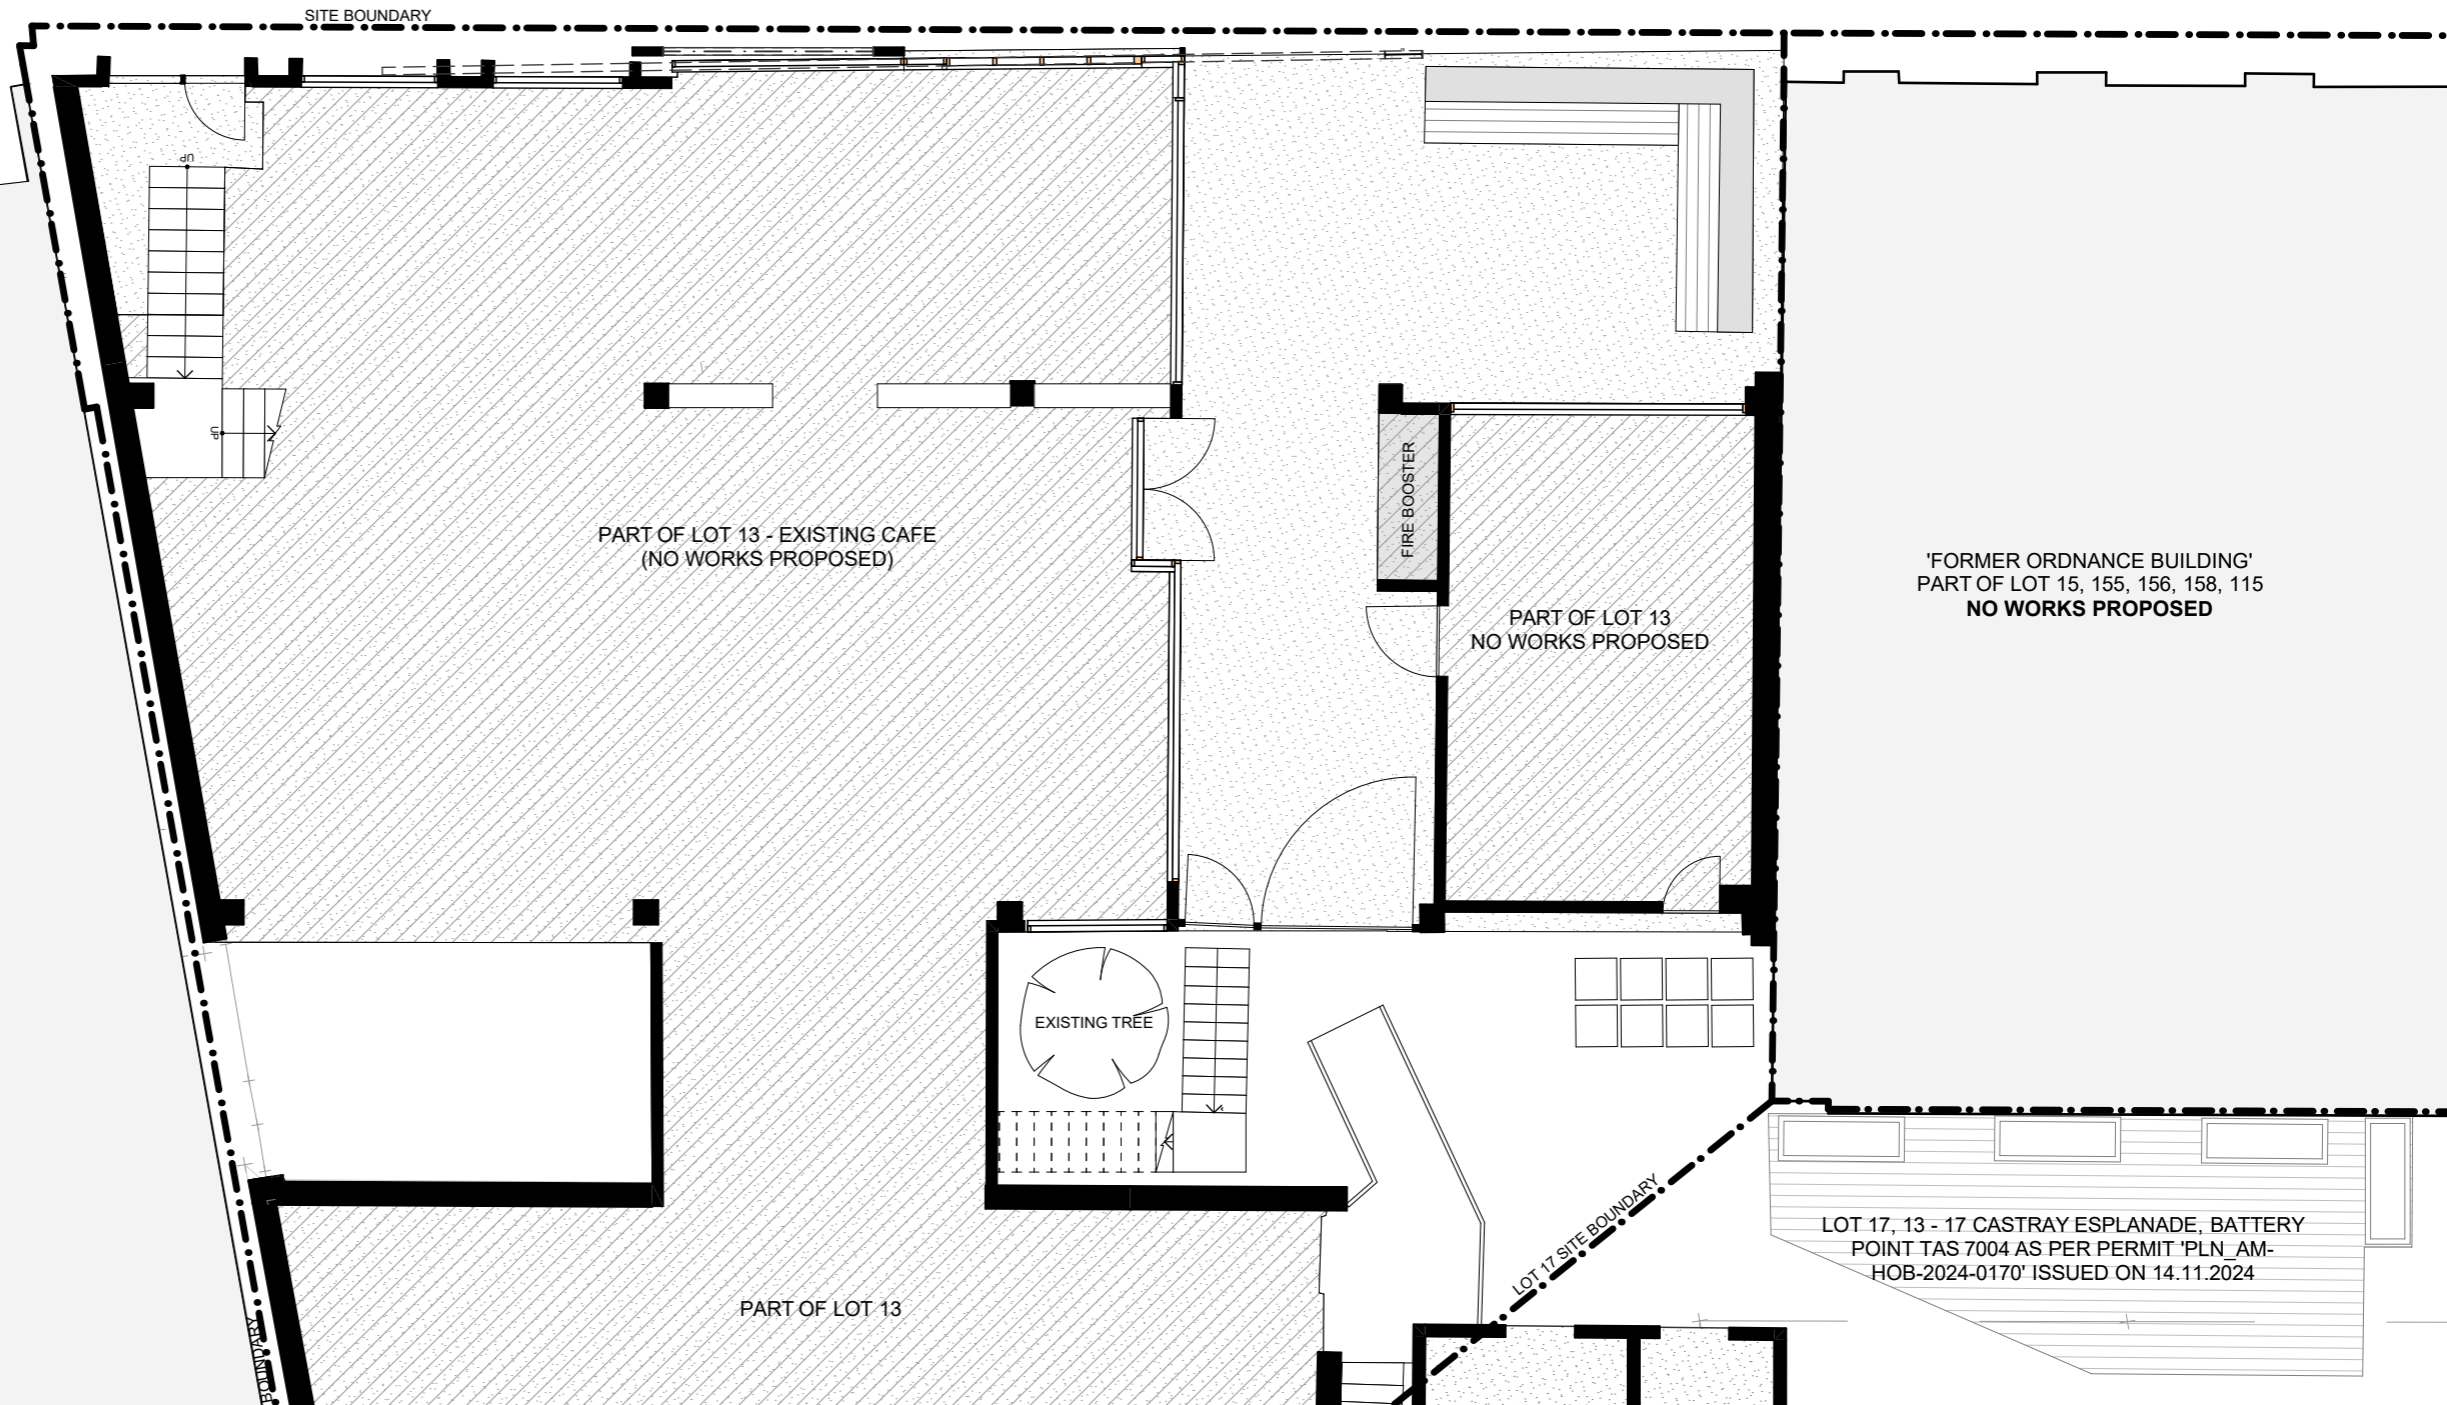 SITE BOUNDARY
UP
UP
PART OF LOT 13 - EXISTING CAFE
(NO WORKS PROPOSED)
FIRE BOOSTER
PART OF LOT 13
NO WORKS PROPOSED
'FORMER ORDNANCE BUILDING'
PART OF LOT 15, 155, 156, 158, 115
NO WORKS PROPOSED
EXISTING TREE
LOT 17 SITE BOUNDARY
LOT 17, 13 - 17 CASTRAY ESPLANADE, BATTERY
POINT TAS 7004 AS PER PERMIT 'PLN_AM-
HOB-2024-0170' ISSUED ON 14.11.2024
PART OF LOT 13
BOUNDARY